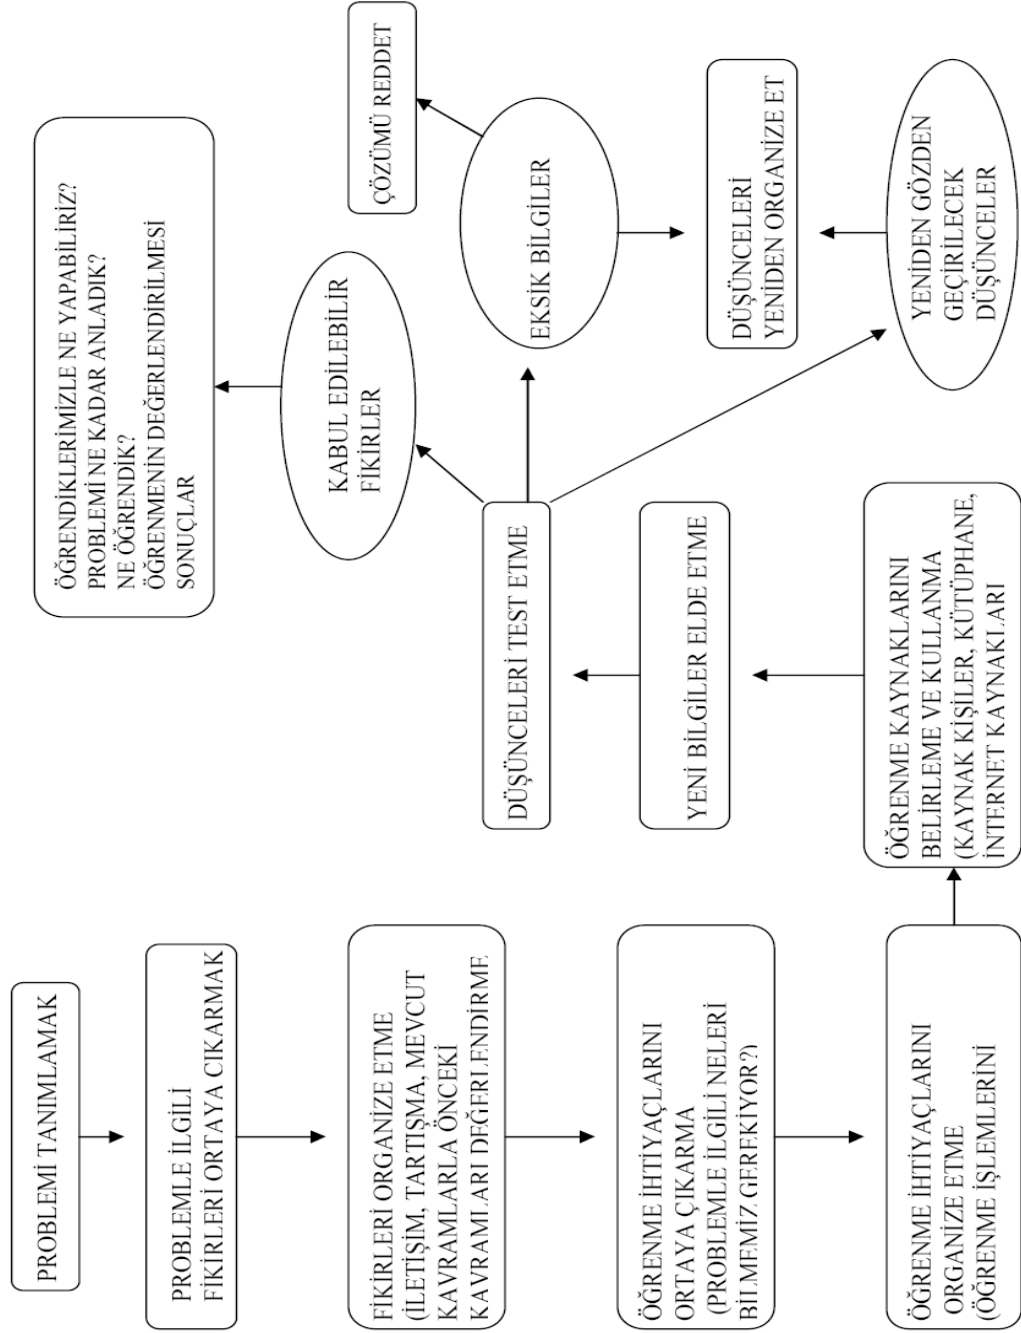 PROBLEMİ TANIMLAMAK
PROBLEMLE İLGİLİ
FİKİRLERİ ORTAYA CIKARMAK
FİKİRLERİ ORGANİZE ETME
(İLETİŞİM, TARTIŞMA, MEVCUT
KAVRAMLARLA ÖNCEKİ
KAVRAMLARI DEĞERLENDİRME
ÖĞRENME İHTİYAÇLARINI
ORTAYA ÇIKARMA
(PROBLEMLE İLGİLİ NELERİ
BİLMEMİZ GEREKİYOR?)
ÖĞRENME İHTİYAÇLARINI
ORGANİZE ETME
(ÖĞRENME İŞLEMLERİNİ
ÖĞRENME KAYNAKLARINI
BELİRLEME VE KULLANMA
(KAYNAK KİŞİLER, KÜTÜPHANE,
İNTERNET KAYNAKLARI
YENİ BİLGİLER ELDE ETME
DÜŞÜNCELERİ TEST ETME
KABUL EDİLEBİLİR
FİKİRLER
ÖĞRENDİKLERİMİZLE NE YAPABİLİRİZ?
PROBLEMİ NE KADAR ANLADIK?
NE ÖĞRENDİK?
ÖĞRENMENİN DEĞERLENDİRİLMESİ
SONUÇLAR
EKSİK BİLGİLER
ÇÖZÜMÜ REDDET
DÜŞÜNCELERİ
YENİDEN ORGANİZE ET
YENİDEN GÖZDEN
GEÇİRİLECEK
DÜŞÜNCELER